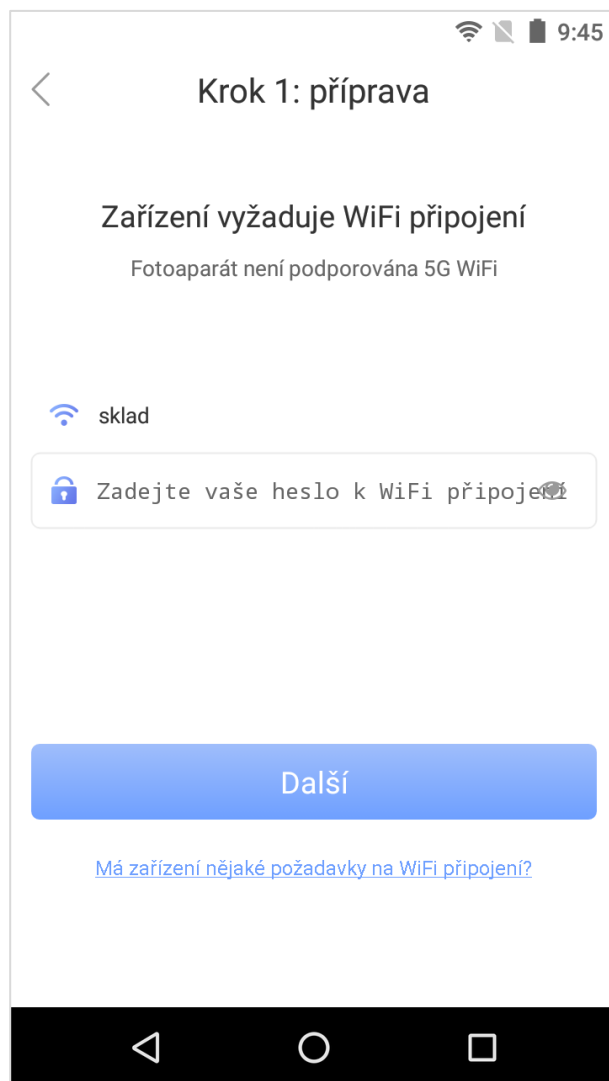 9:45
Krok 1: příprava
Zařízení vyžaduje WiFi připojení
Fotoaparát není podporována 5G WiFi
sklad
Zadejte vaše heslo k WiFi připojení
Další
Má zařízení nějaké požadavky na WiFi připojení?